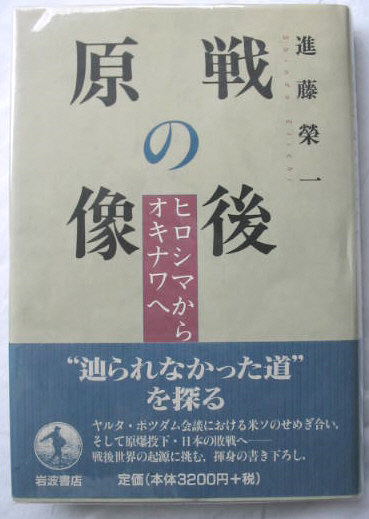 進藤榮一
Shindo Eiichi
戦後
の
原像
ヒロシマから
オキナワへ
“辿られなかった道”
を探る
ヤルタ・ポツダム会談における米ソのせめぎ合い,
そして原爆投下・日本の敗戦へ——
戦後世界の起源に挑む,渾身の書き下ろし.
岩波書店
定価(本体3200円+税)